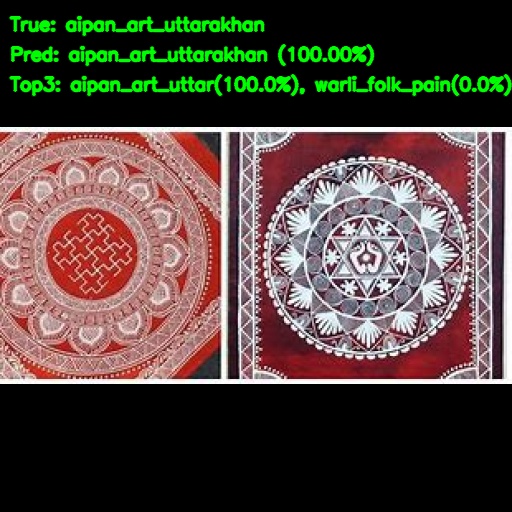 True: aipan_art_uttarakhan
Pred: aipan_art_uttarakhan (100.00%)
Top3: aipan_art_uttar(100.0%), warli_folk_pain(0.0%)